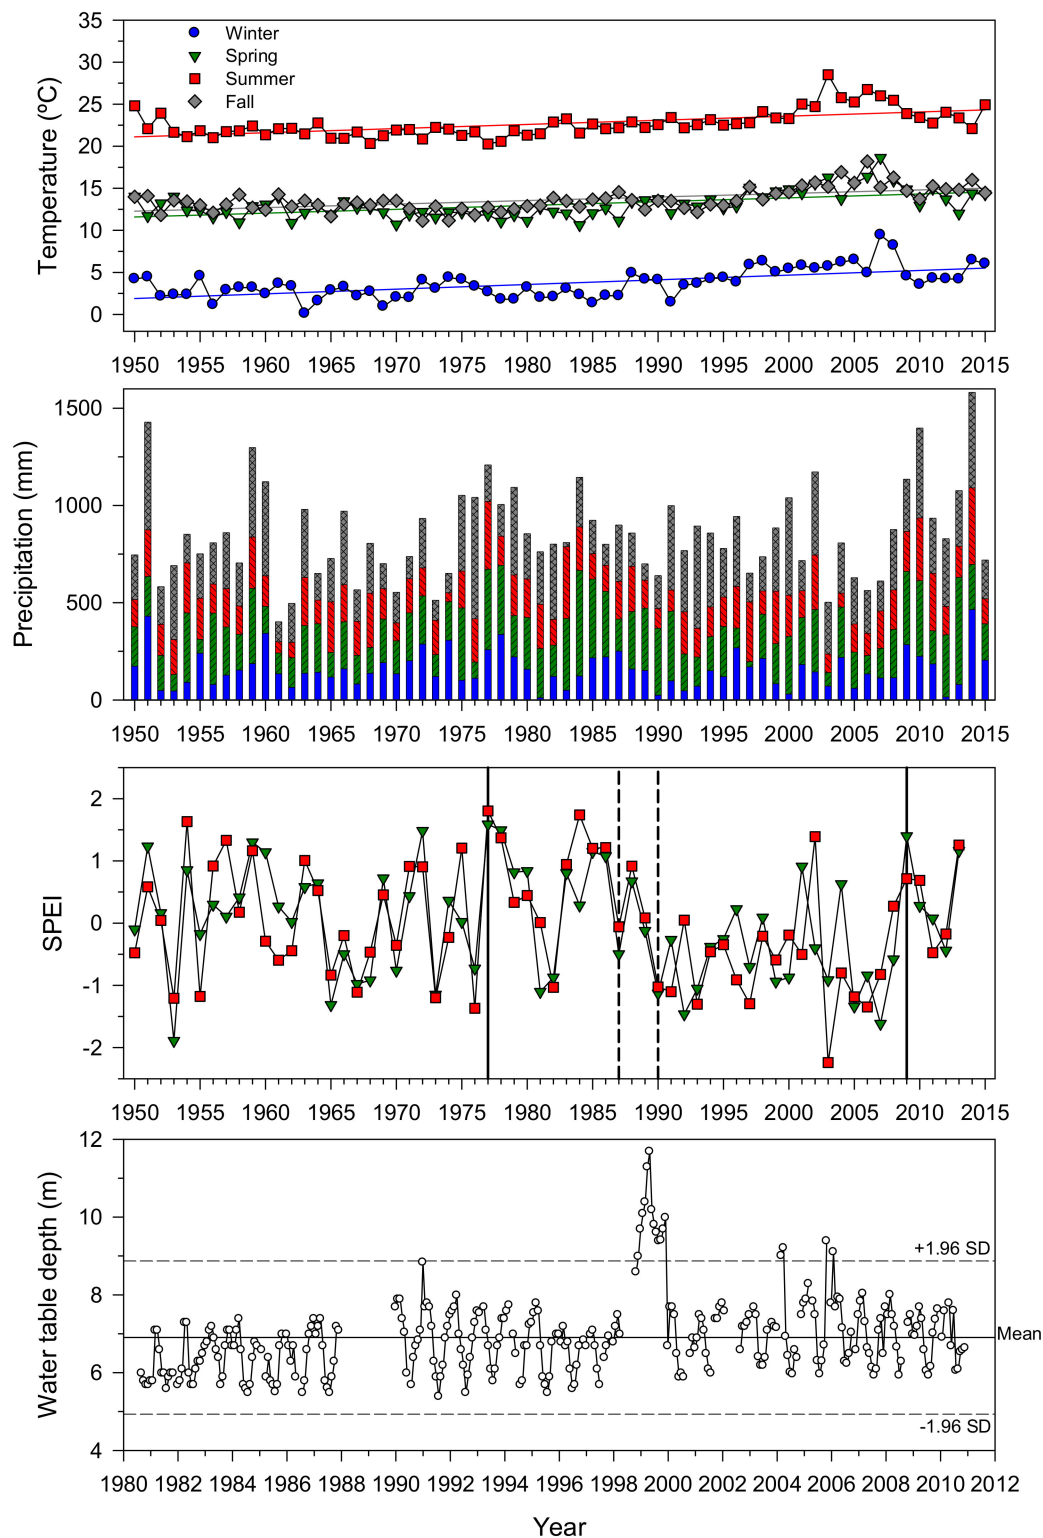 35
30
25
20
15
10
5
0
Temperature (ºC)
Winter
Spring
Summer
Fall
1950 1955 1960 1965 1970 1975 1980 1985 1990 1995 2000 2005 2010 2015
1500
1000
500
0
Precipitation (mm)
1950 1955 1960 1965 1970 1975 1980 1985 1990 1995 2000 2005 2010 2015
2
1
0
-1
-2
SPEI
1950 1955 1960 1965 1970 1975 1980 1985 1990 1995 2000 2005 2010 2015
12
10
8
6
4
Water table depth (m)
+1.96 SD
Mean
-1.96 SD
1980 1982 1984 1986 1988 1990 1992 1994 1996 1998 2000 2002 2004 2006 2008 2010 2012
Year